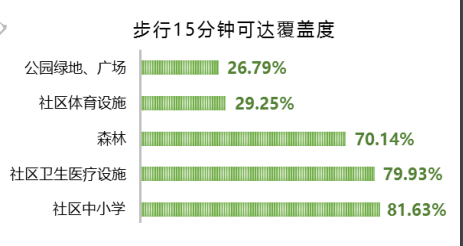 步行15分钟可达覆盖度
公园绿地、广场 26.79%
社区体育设施 29.25%
森林 70.14%
社区卫生医疗设施 79.93%
社区中小学 81.63%